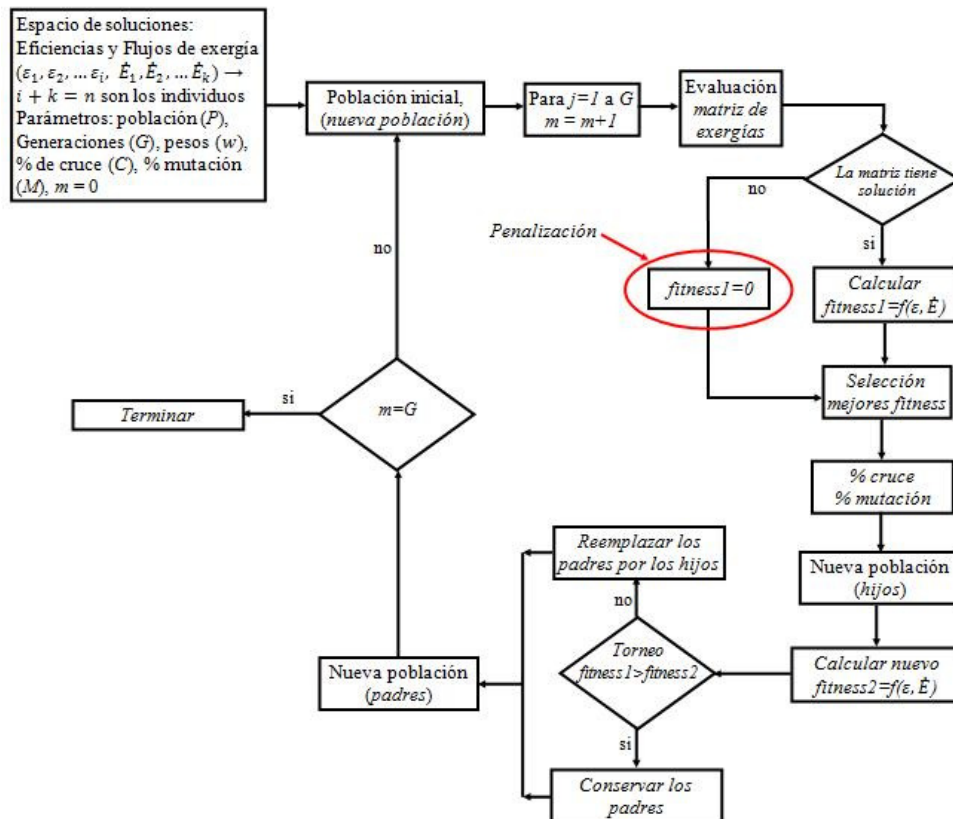 Espacio de soluciones:
Eficiencias y Flujos de exergía
(ε₁, ε₂, ... εᵢ, Ė₁, Ė₂, ... Ėₖ) →
i + k = n son los individuos
Parámetros: población (P),
Generaciones (G), pesos (w),
% de cruce (C), % mutación
(M), m = 0
Población inicial,
(nueva población)
Para j=1 a G
m = m+1
Evaluación
matriz de
exergías
La matriz tiene
solución
no
si
Penalización
fitness1=0
Calcular
fitness1=f(ε, Ė)
Selección
mejores fitness
% cruce
% mutación
Nueva población
(hijos)
Calcular nuevo
fitness2=f(ε, Ė)
Torneo
fitness1>fitness2
no
Reemplazar los
padres por los hijos
si
Conservar los
padres
Nueva población
(padres)
m=G
no
si
Terminar